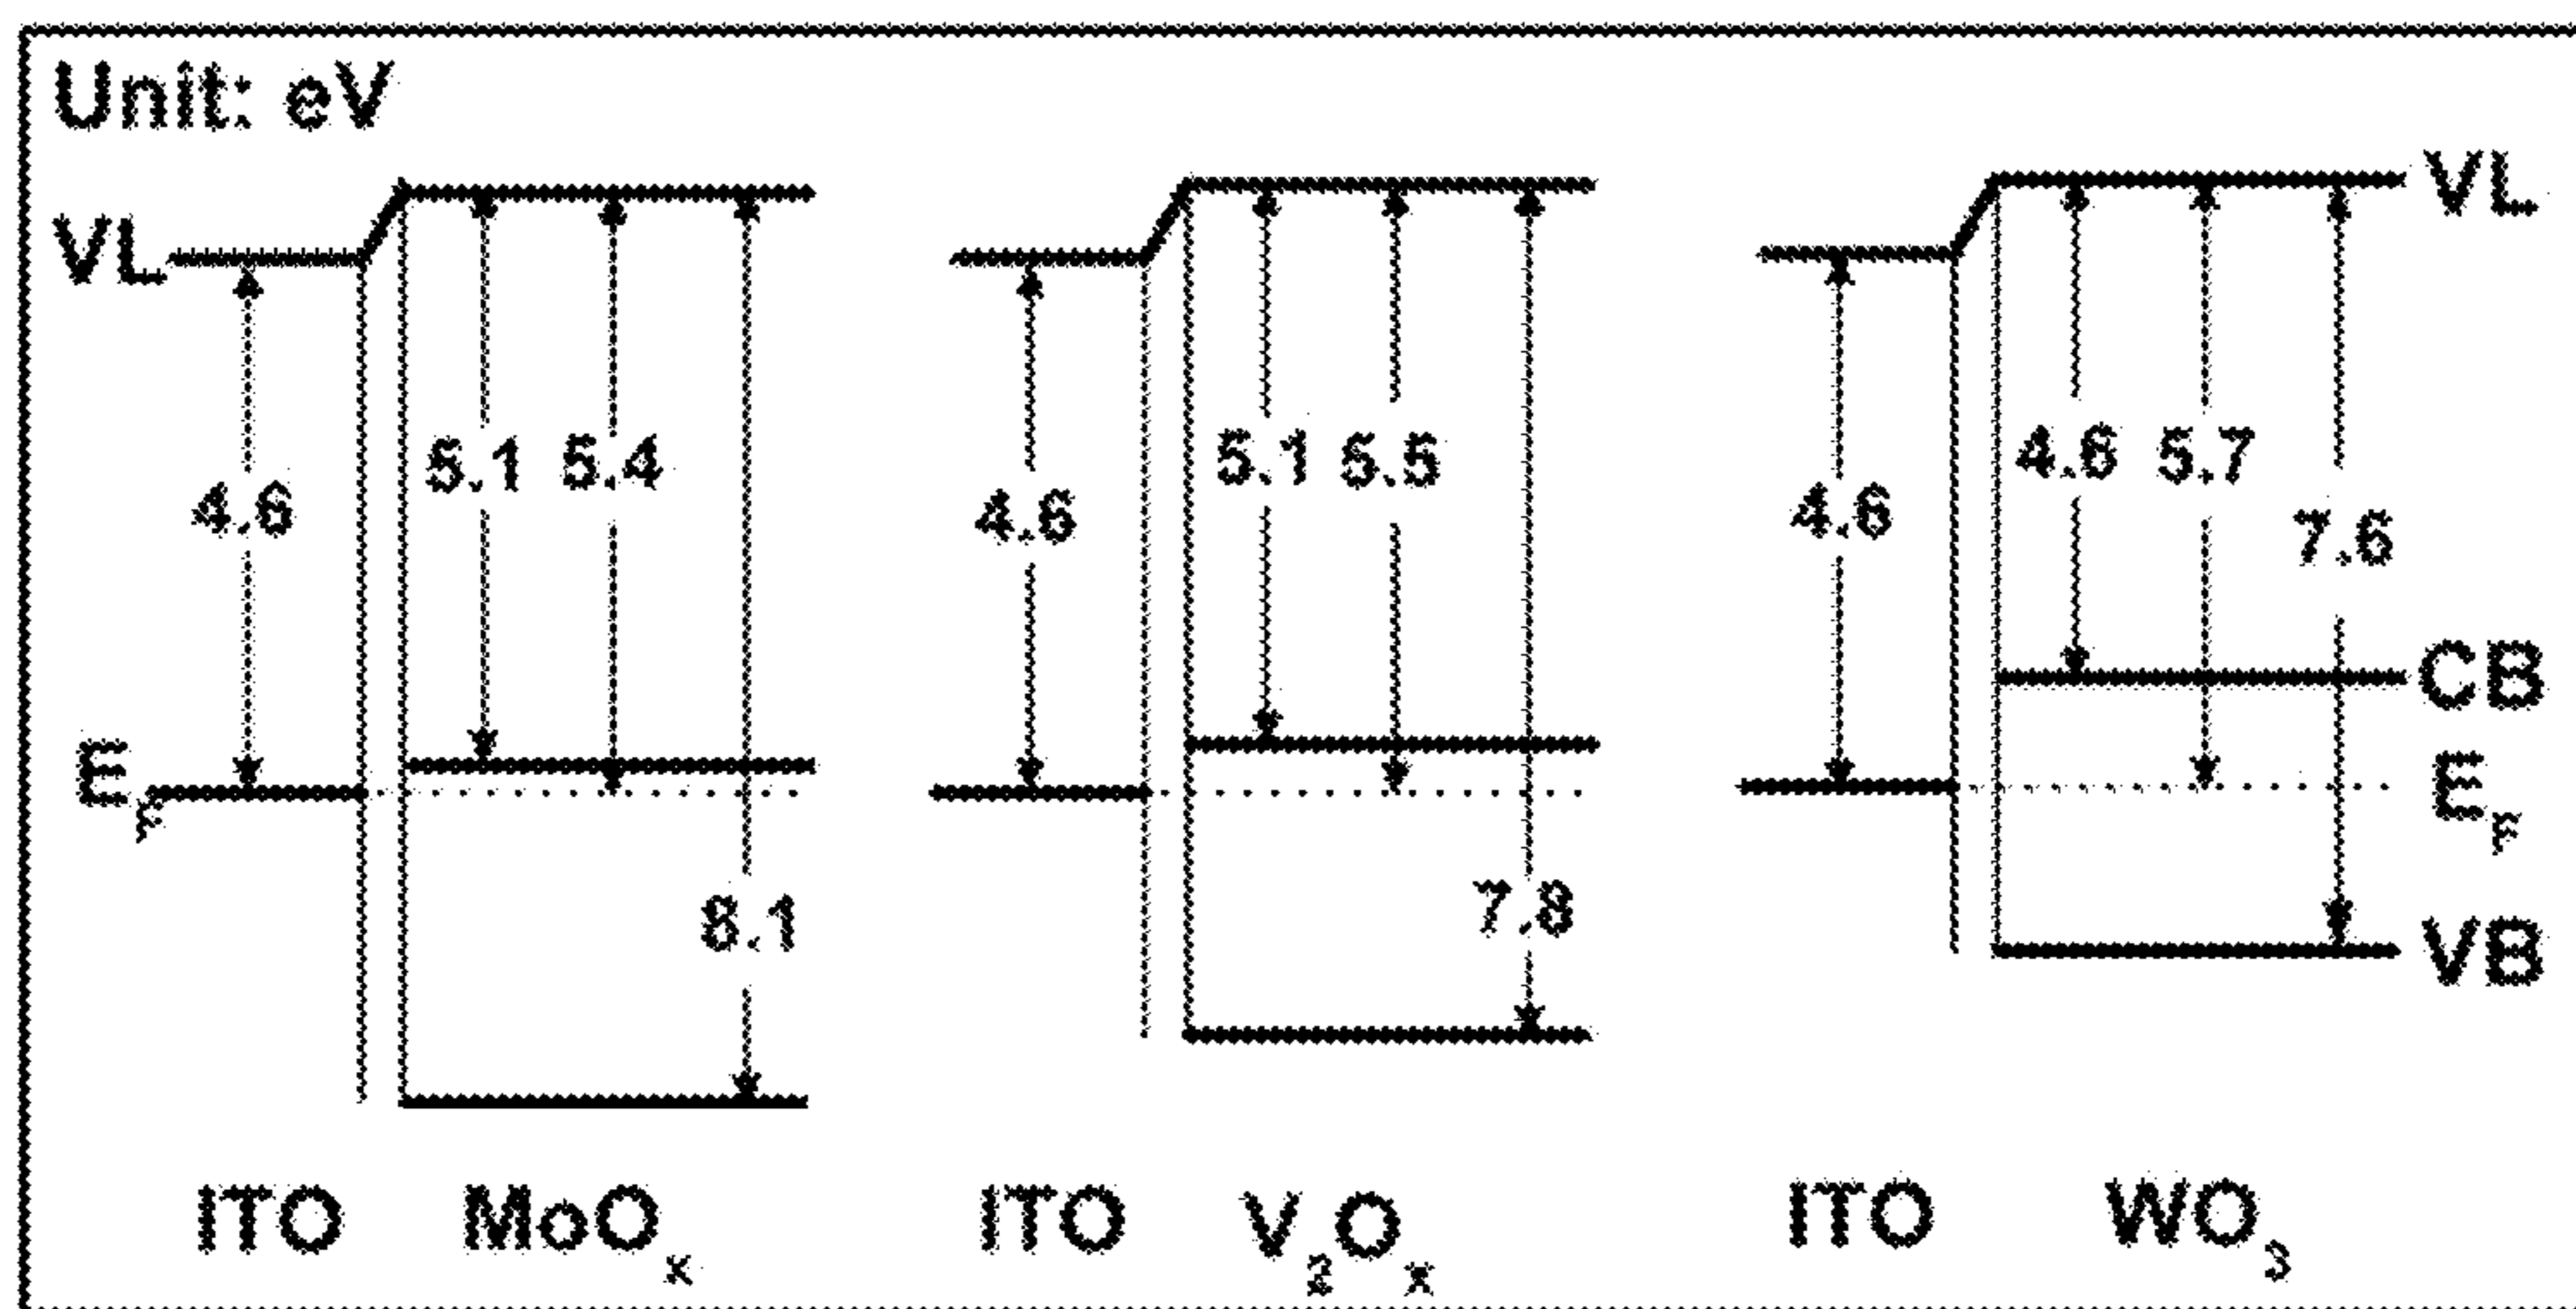 Unit: eV
VL
VL
5.1 5.4
5.1 5.5
4.6 5.7
4.6
4.6
4.6
7.6
CB
E_F
E_F
8.1
7.8
VB
ITO MoO_x
ITO V_2O_x
ITO WO_3